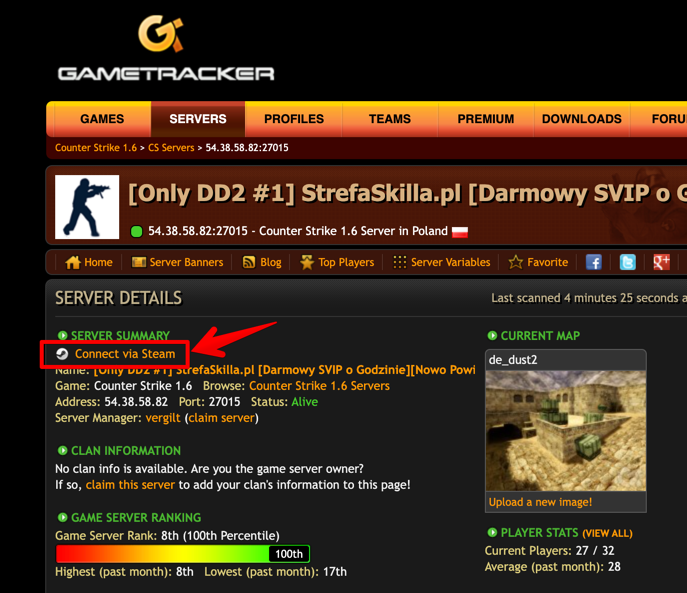 GAMETRACKER
GAMES SERVERS PROFILES TEAMS PREMIUM DOWNLOADS FORU
Counter Strike 1.6 > CS Servers > 54.38.58.82:27015
[Only DD2 #1] StrefaSkilla.pl [Darmowy SVIP o G
54.38.58.82:27015 - Counter Strike 1.6 Server in Poland
Home Server Banners Blog Top Players Server Variables Favorite
SERVER DETAILS
Last scanned 4 minutes 25 seconds a
SERVER SUMMARY
Connect via Steam
Name: [Only DD2 #1] StrefaSkilla.pl [Darmowy SVIP o Godzinie][Nowo Powi
Game: Counter Strike 1.6 Browse: Counter Strike 1.6 Servers
Address: 54.38.58.82 Port: 27015 Status: Alive
Server Manager: vergilt (claim server)
CLAN INFORMATION
No clan info is available. Are you the game server owner?
If so, claim this server to add your clan's information to this page!
GAME SERVER RANKING
Game Server Rank: 8th (100th Percentile)
100th
Highest (past month): 8th Lowest (past month): 17th
CURRENT MAP
de_dust2
Upload a new image!
PLAYER STATS (VIEW ALL)
Current Players: 27 / 32
Average (past month): 28